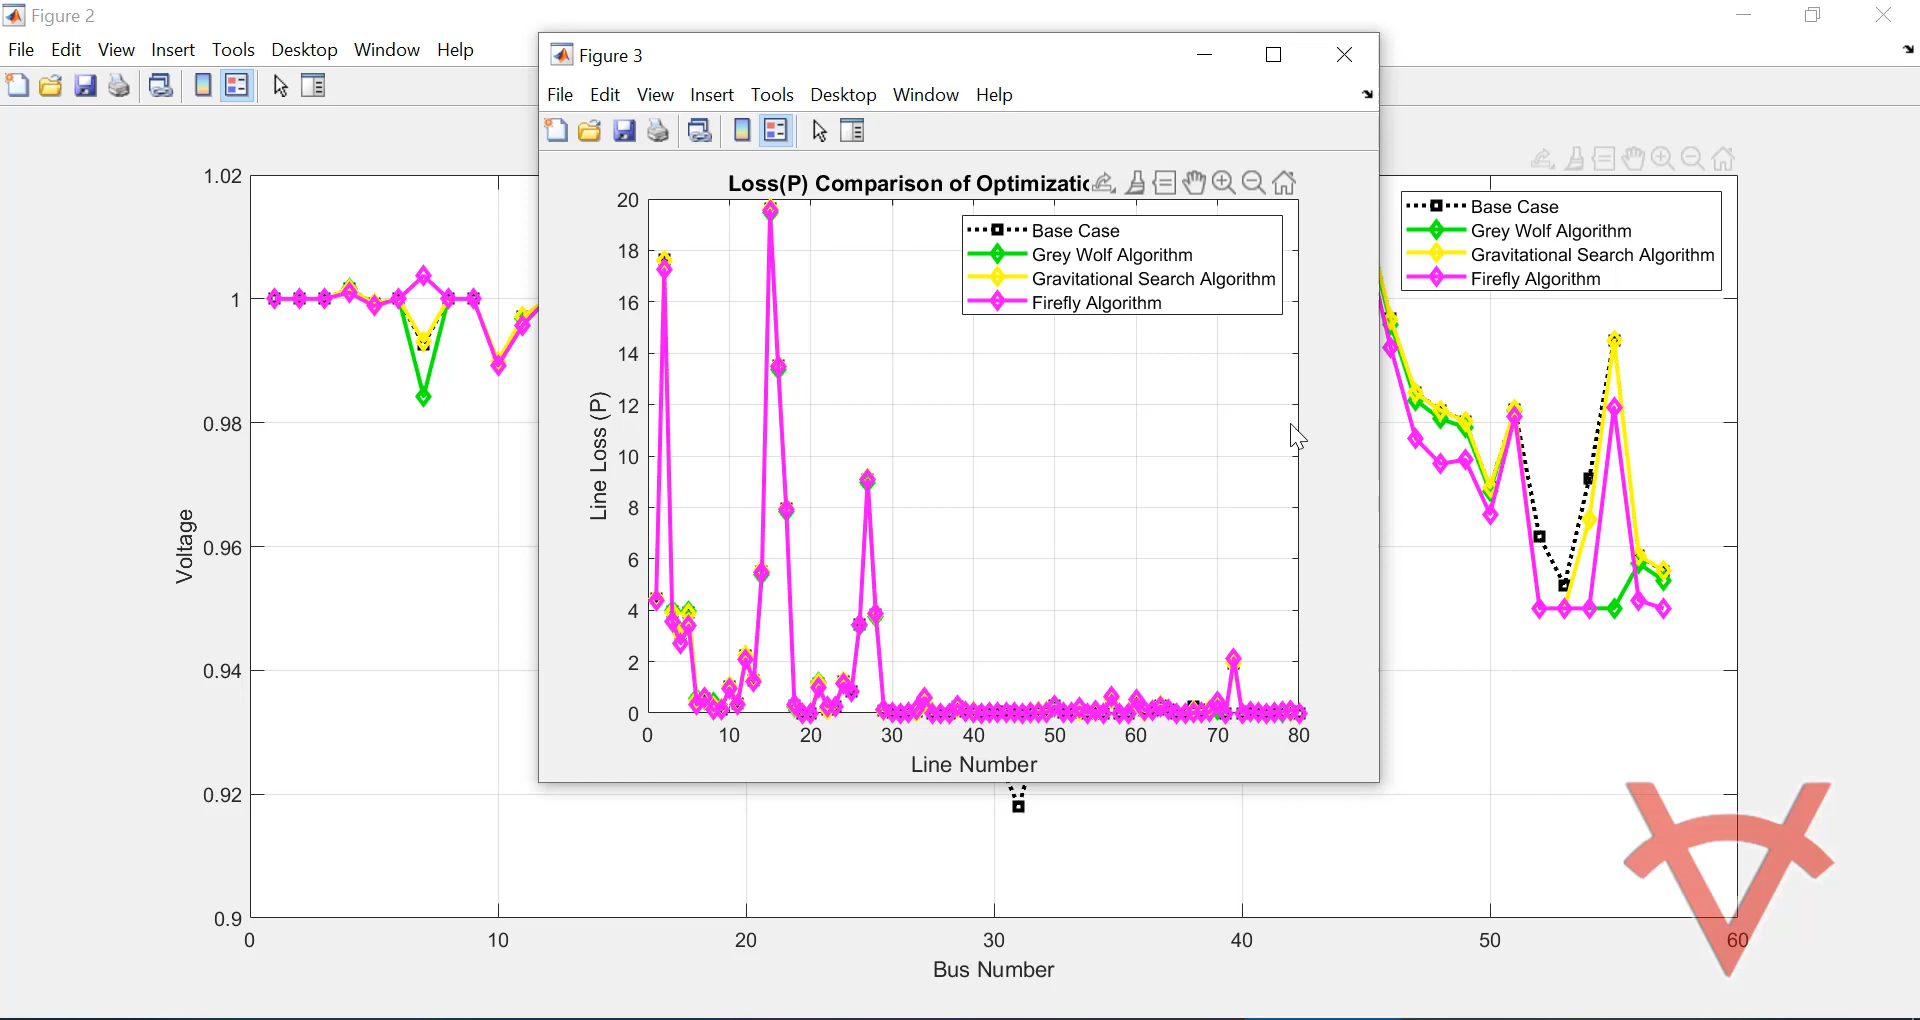 Figure 2
File Edit View Insert Tools Desktop Window Help
Figure 3
File Edit View Insert Tools Desktop Window Help
Loss(P) Comparison of Optimizatic
20
18
16
14
12
10
8
6
4
2
0
Line Loss (P)
0 10 20 30 40 50 60 70 80
Line Number
Base Case
Grey Wolf Algorithm
Gravitational Search Algorithm
Firefly Algorithm
Base Case
Grey Wolf Algorithm
Gravitational Search Algorithm
Firefly Algorithm
1.02
1
0.98
0.96
0.94
0.92
0.9
Voltage
0 10 20 30 40 50 60
Bus Number